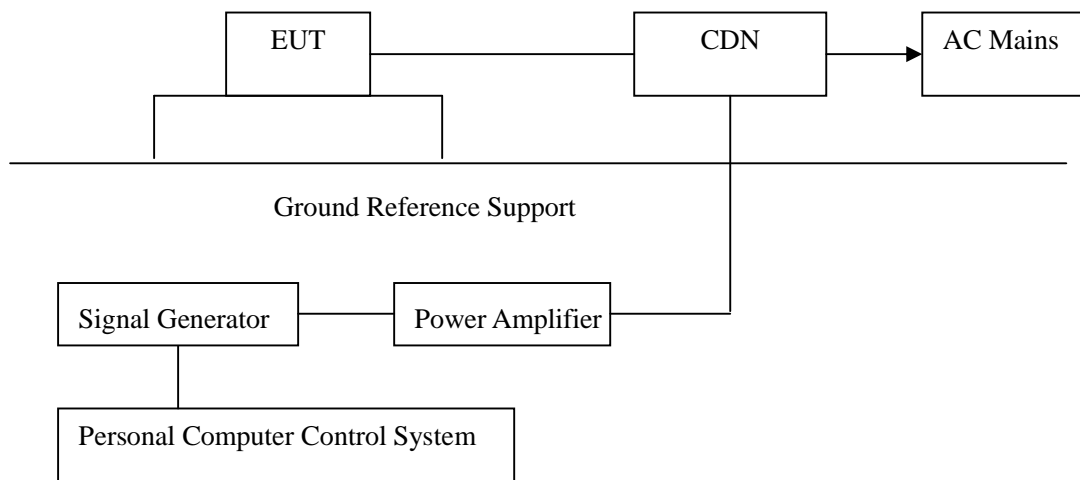 EUT
CDN
AC Mains
Ground Reference Support
Signal Generator
Power Amplifier
Personal Computer Control System